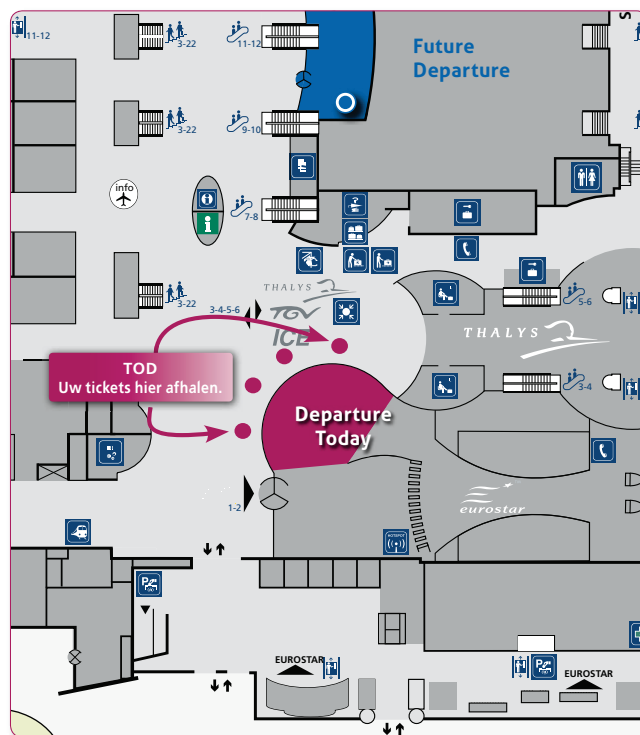 S
11-12
3-22
11-12
Future
Departure
3-22
9-10
info
i
i
7-8
THALYS
3-22
3-4-5-6
TGV
ICE
5-6
THALYS
TOD
Uw tickets hier afhalen.
3-4
Departure
Today
1-2
eurostar
HOTSPOT
P
EUROSTAR
P
EUROSTAR